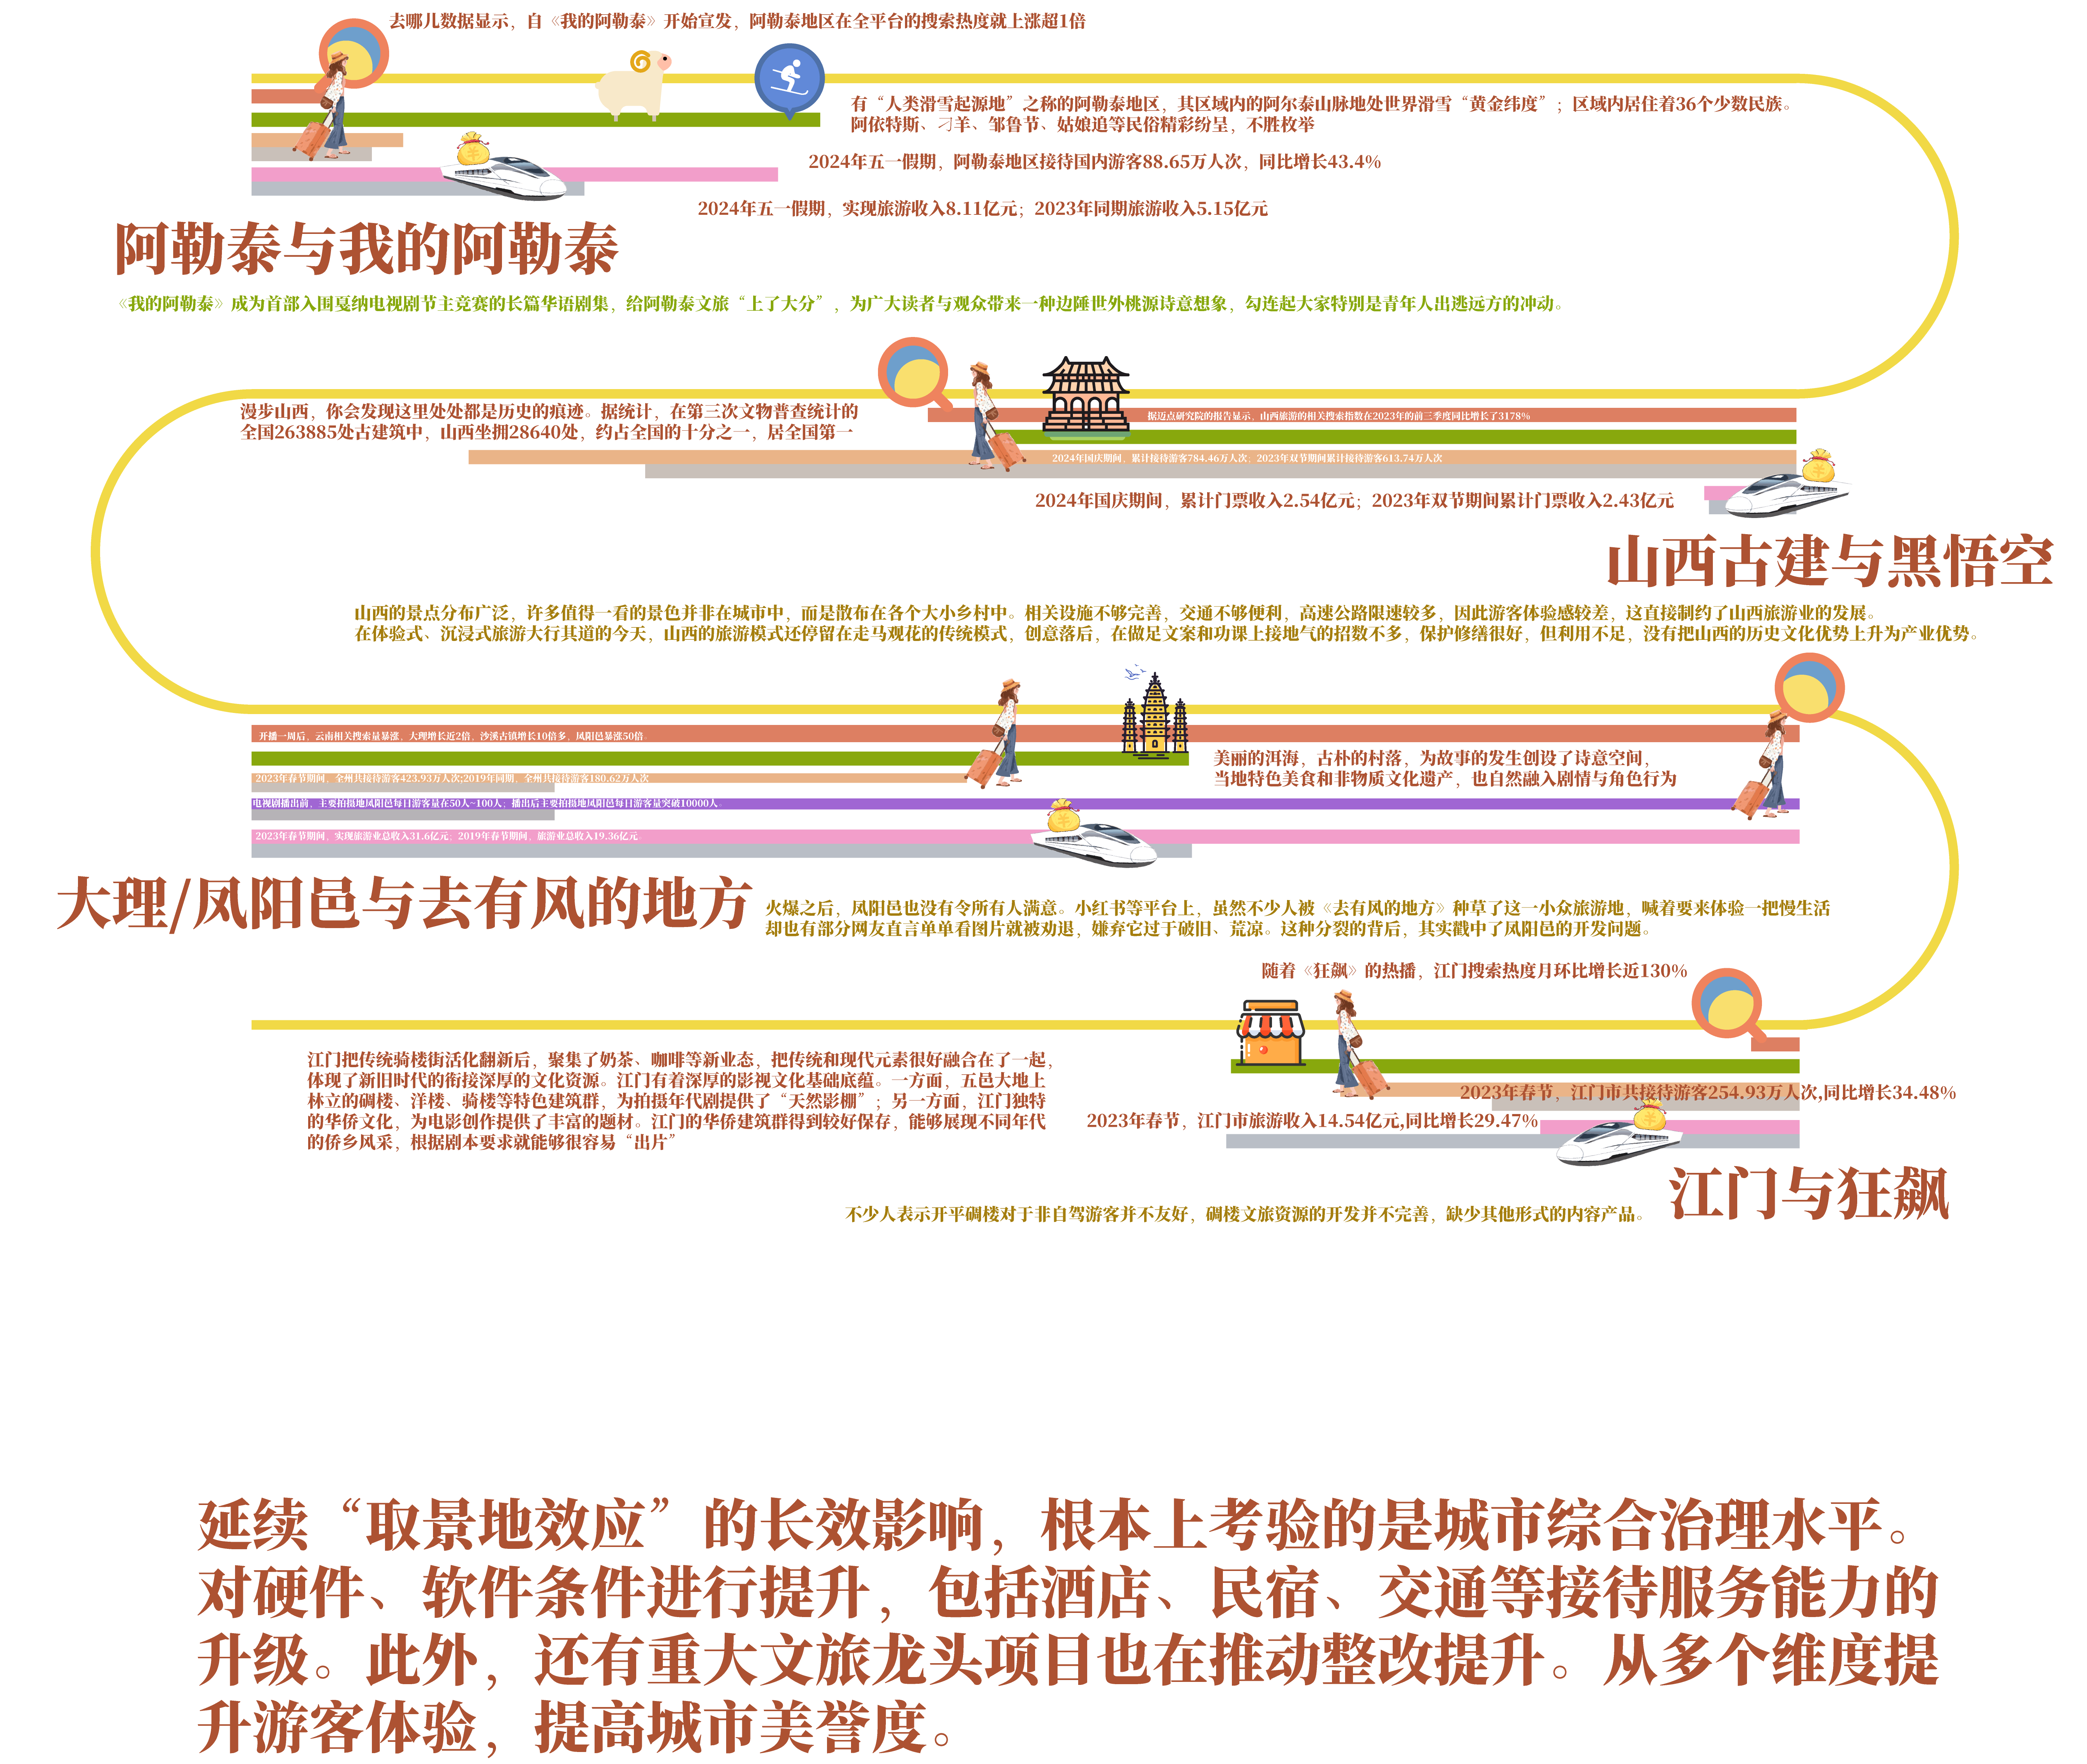 去哪儿数据显示，自《我的阿勒泰》开始宣发，阿勒泰地区在全平台的搜索热度就上涨超1倍
有“人类滑雪起源地”之称的阿勒泰地区，其区域内的阿尔泰山脉地处世界滑雪“黄金纬度”；区域内居住着36个少数民族。
阿依特斯、刁羊、邹鲁节、姑娘追等民俗精彩纷呈，不胜枚举
2024年五一假期，阿勒泰地区接待国内游客88.65万人次，同比增长43.4%
2024年五一假期，实现旅游收入8.11亿元；2023年同期旅游收入5.15亿元
阿勒泰与我的阿勒泰
《我的阿勒泰》成为首部入围戛纳电视剧节主竞赛的长篇华语剧集，给阿勒泰文旅“上了大分”，为广大读者与观众带来一种边陲世外桃源诗意想象，勾连起大家特别是青年人出逃远方的冲动。
漫步山西，你会发现这里处处都是历史的痕迹。据统计，在第三次文物普查统计的
全国263885处古建筑中，山西坐拥28640处，约占全国的十分之一，居全国第一
据迈点研究院的报告显示，山西旅游的相关搜索指数在2023年的前三季度同比增长了3178%
2024年国庆期间，累计接待游客784.46万人次；2023年双节期间累计接待游客613.74万人次
2024年国庆期间，累计门票收入2.54亿元；2023年双节期间累计门票收入2.43亿元
山西古建与黑悟空
山西的景点分布广泛，许多值得一看的景色并非在城市中，而是散布在各个大小乡村中。相关设施不够完善，交通不够便利，高速公路限速较多，因此游客体验感较差，这直接制约了山西旅游业的发展。
在体验式、沉浸式旅游大行其道的今天，山西的旅游模式还停留在走马观花的传统模式，创意落后，在做足文案和功课上接地气的招数不多，保护修缮很好，但利用不足，没有把山西的历史文化优势上升为产业优势。
开播一周后，云南相关搜索量暴涨，大理增长近2倍，沙溪古镇增长10倍多，凤阳邑暴涨50倍。
美丽的洱海，古朴的村落，为故事的发生创设了诗意空间，
当地特色美食和非物质文化遗产，也自然融入剧情与角色行为
2023年春节期间，全州共接待游客423.93万人次;2019年同期，全州共接待游客180.62万人次
电视剧播出前，主要拍摄地凤阳邑每日游客量在50人~100人；播出后主要拍摄地凤阳邑每日游客量突破10000人。
2023年春节期间，实现旅游业总收入31.6亿元；2019年春节期间，旅游业总收入19.36亿元。
大理/凤阳邑与去有风的地方
火爆之后，凤阳邑也没有令所有人满意。小红书等平台上，虽然不少人被《去有风的地方》种草了这一小众旅游地，喊着要来体验一把慢生活
却也有部分网友直言单单看图片就被劝退，嫌弃它过于破旧、荒凉。这种分裂的背后，其实戳中了凤阳邑的开发问题。
随着《狂飙》的热播，江门搜索热度月环比增长近130%
江门把传统骑楼街活化翻新后，聚集了奶茶、咖啡等新业态，把传统和现代元素很好融合在了一起，
体现了新旧时代的衔接深厚的文化资源。江门有着深厚的影视文化基础底蕴。一方面，五邑大地上
林立的碉楼、洋楼、骑楼等特色建筑群，为拍摄年代剧提供了“天然影棚”；另一方面，江门独特
的华侨文化，为电影创作提供了丰富的题材。江门的华侨建筑群得到较好保存，能够展现不同年代
的侨乡风采，根据剧本要求就能够很容易“出片”
2023年春节，江门市共接待游客254.93万人次,同比增长34.48%
2023年春节，江门市旅游收入14.54亿元,同比增长29.47%
江门与狂飙
不少人表示开平碉楼对于非自驾游客并不友好，碉楼文旅资源的开发并不完善，缺少其他形式的内容产品。
延续“取景地效应”的长效影响，根本上考验的是城市综合治理水平。
对硬件、软件条件进行提升，包括酒店、民宿、交通等接待服务能力的
升级。此外，还有重大文旅龙头项目也在推动整改提升。从多个维度提
升游客体验，提高城市美誉度。